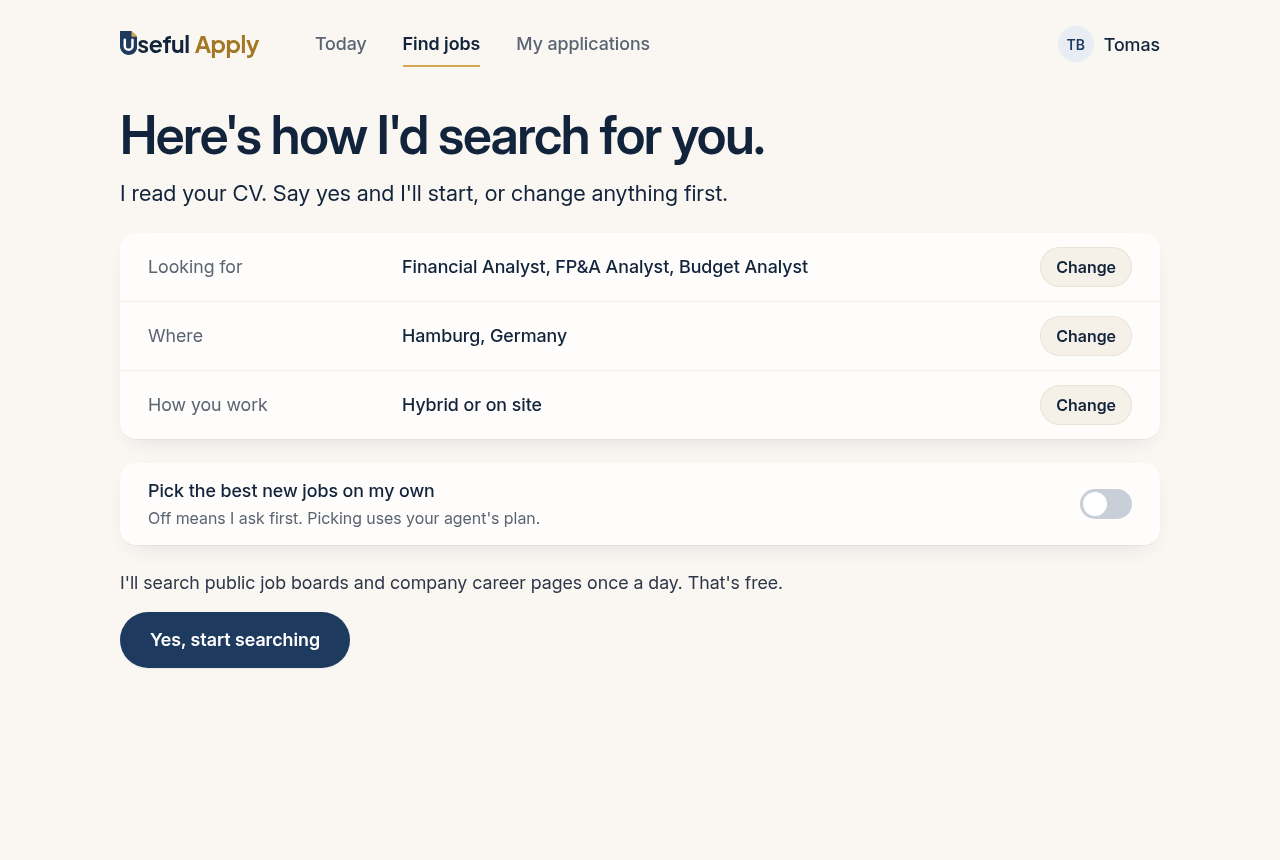 Useful Apply
Today
Find jobs
My applications
TB
Tomas
Here's how I'd search for you.
I read your CV. Say yes and I'll start, or change anything first.
Looking for
Financial Analyst, FP&A Analyst, Budget Analyst
Change
Where
Hamburg, Germany
Change
How you work
Hybrid or on site
Change
Pick the best new jobs on my own
Off means I ask first. Picking uses your agent's plan.
I'll search public job boards and company career pages once a day. That's free.
Yes, start searching